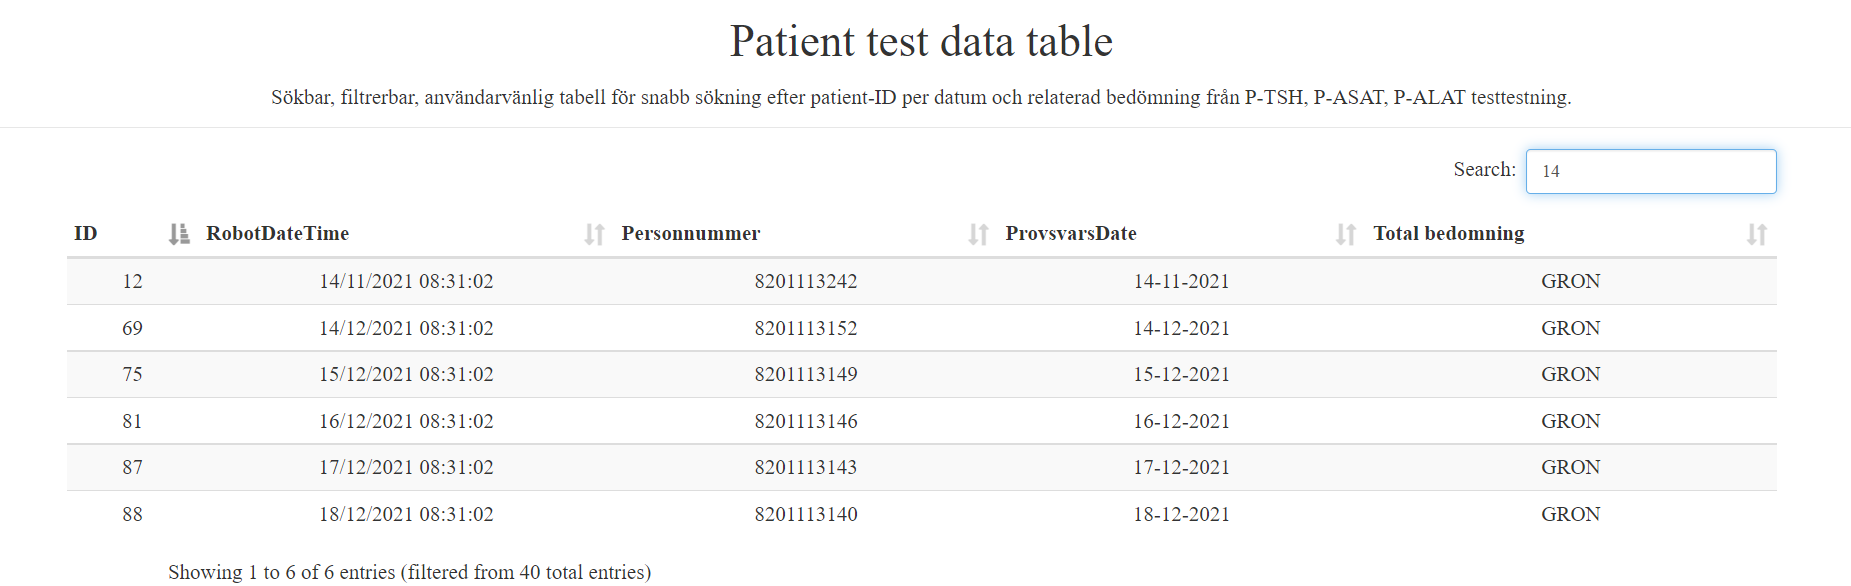 Patient test data table
Sökbar, filtrerbar, användarvänlig tabell för snabb sökning efter patient-ID per datum och relaterad bedömning från P-TSH, P-ASAT, P-ALAT testtestning.
Search: 14
ID RobotDateTime Personnummer ProvsvarsDate Total bedomning
12 14/11/2021 08:31:02 8201113242 14-11-2021 GRON
69 14/12/2021 08:31:02 8201113152 14-12-2021 GRON
75 15/12/2021 08:31:02 8201113149 15-12-2021 GRON
81 16/12/2021 08:31:02 8201113146 16-12-2021 GRON
87 17/12/2021 08:31:02 8201113143 17-12-2021 GRON
88 18/12/2021 08:31:02 8201113140 18-12-2021 GRON
Showing 1 to 6 of 6 entries (filtered from 40 total entries)